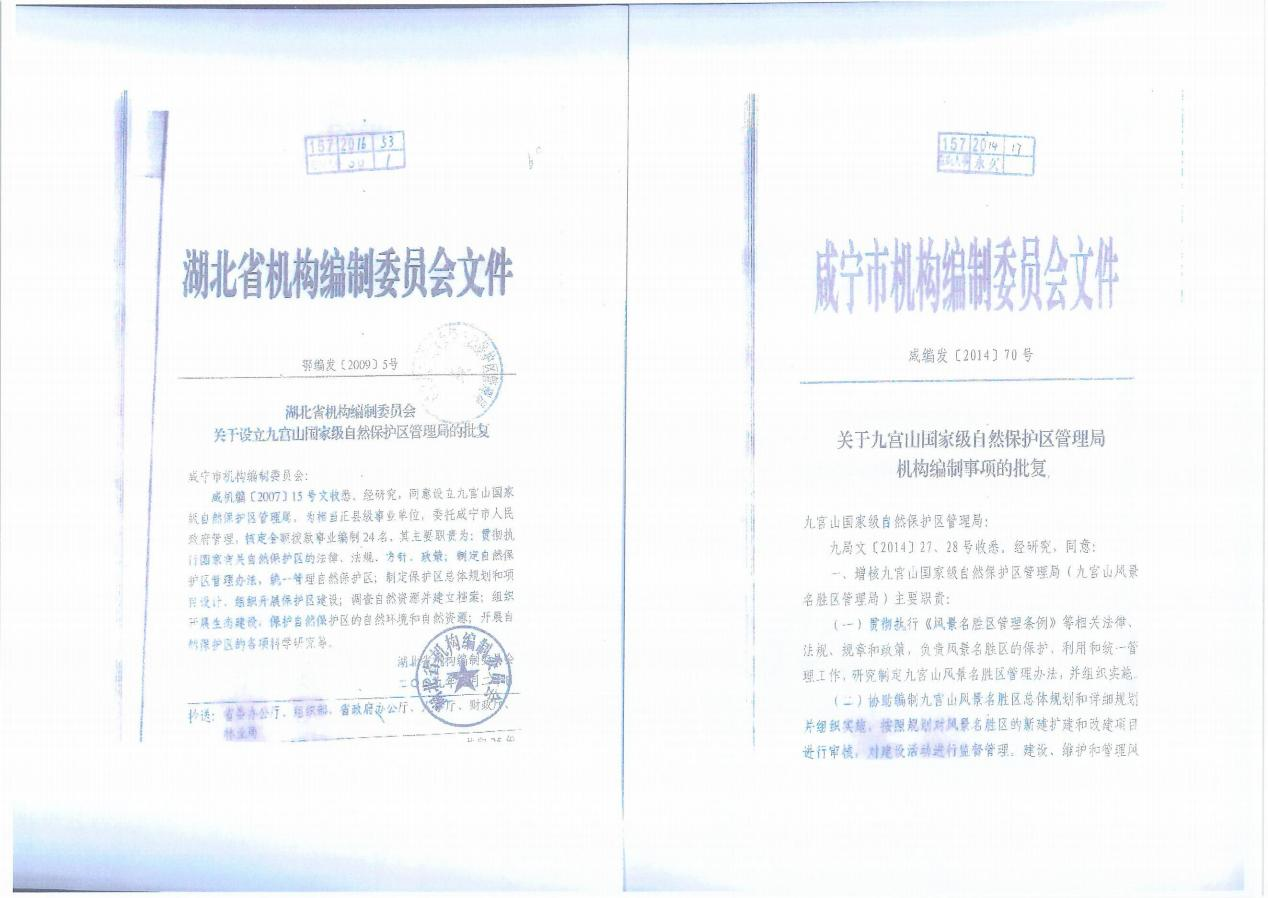 157 2016 53
30 1
湖北省机构编制委员会文件
鄂编发〔2009〕5号
湖北省机构编制委员会
关于设立九宫山国家级自然保护区管理局的批复
咸宁市机构编制委员会：
咸机编〔2007〕15号文收悉、经研究，同意设立九宫山国家
级自然保护区管理局，为相当正县级事业单位，委托咸宁市人民
政府管理，核定全额拨款事业编制24名，其主要职责为：贯彻执
行国家有关自然保护区的法律、法规、方针、政策；制定自然保
护区管理办法，统一管理自然保护区；制定保护区总体规划和项
目设计、组织开展保护区建设；调查自然资源并建立档案；组织
开展生态建设，保护自然保护区的自然环境和自然资源；开展自
然保护区的各项科学研究等。
湖北省机构编制委员会
抄送：省委办公厅、组织部、省政府办公厅、厅、财政厅、
林业局
157 2014 17
永久
咸宁市机构编制委员会文件
咸编发〔2014〕70号
关于九宫山国家级自然保护区管理局
机构编制事项的批复
九宫山国家级自然保护区管理局：
九局文〔2014〕27、28号收悉，经研究，同意：
一、增核九宫山国家级自然保护区管理局（九宫山风景
名胜区管理局）主要职责：
（一）贯彻执行《风景名胜区管理条例》等相关法律、
法规、规章和政策，负责风景名胜区的保护、利用和统一管
理工作，研究制定九宫山风景名胜区管理办法，并组织实施。
（二）协助编制九宫山风景名胜区总体规划和详细规划
并组织实施，按照规划对风景名胜区的新建扩建和改建项目
进行审核，对建设活动进行监督管理。建设、维护和管理风